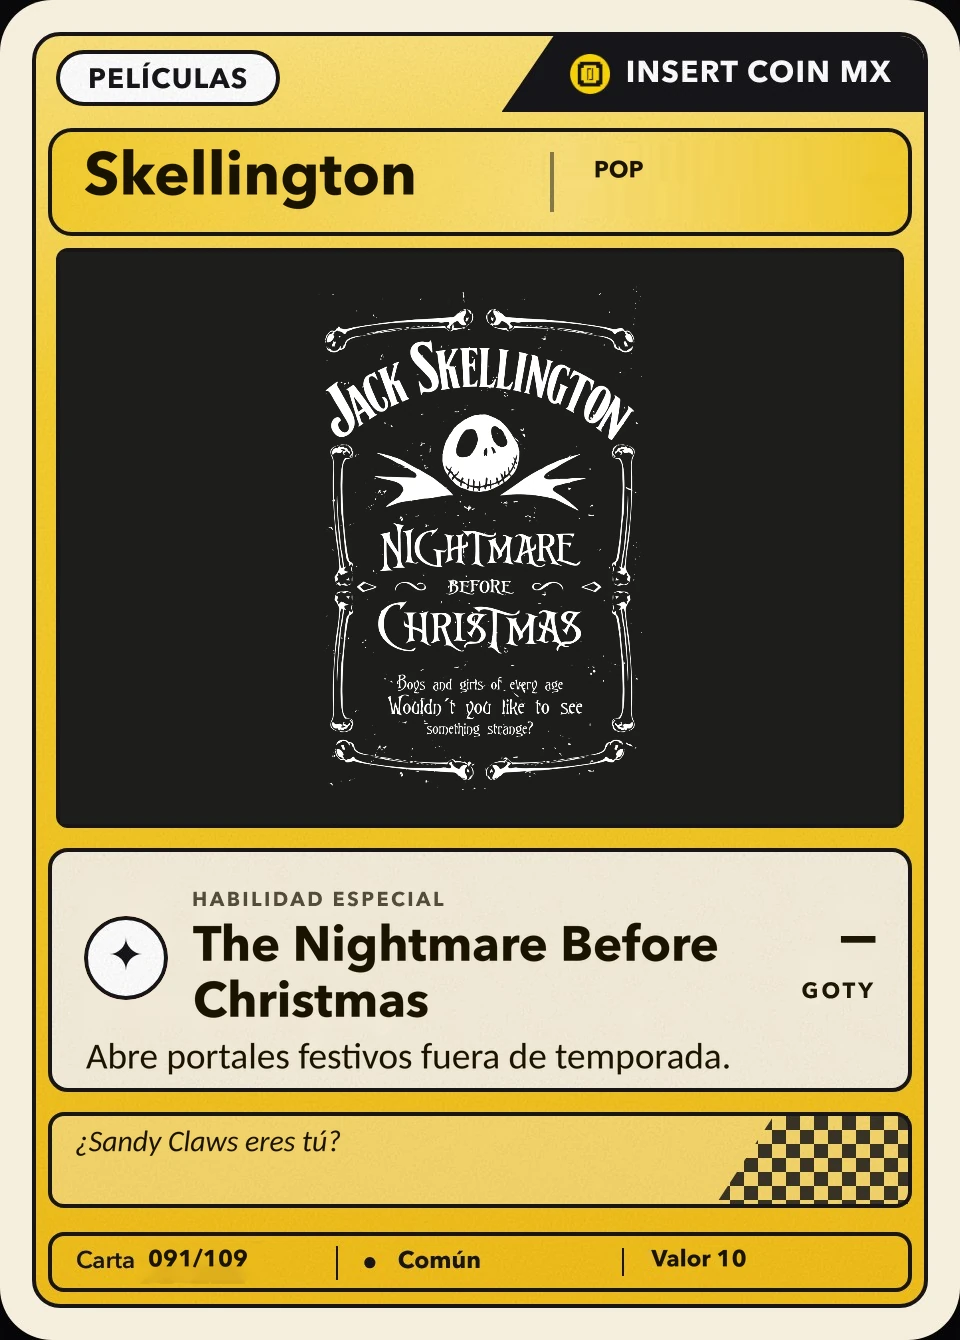 PELÍCULAS
INSERT COIN MX
Skellington
POP
JACK SKELLINGTON
NIGHTMARE
BEFORE
CHRISTMAS
Boys and girls of every age
Wouldn´t you like to see
something strange?
HABILIDAD ESPECIAL
The Nightmare Before
Christmas
—
GOTY
Abre portales festivos fuera de temporada.
¿Sandy Claws eres tú?
Carta 091/109
● Común
Valor 10